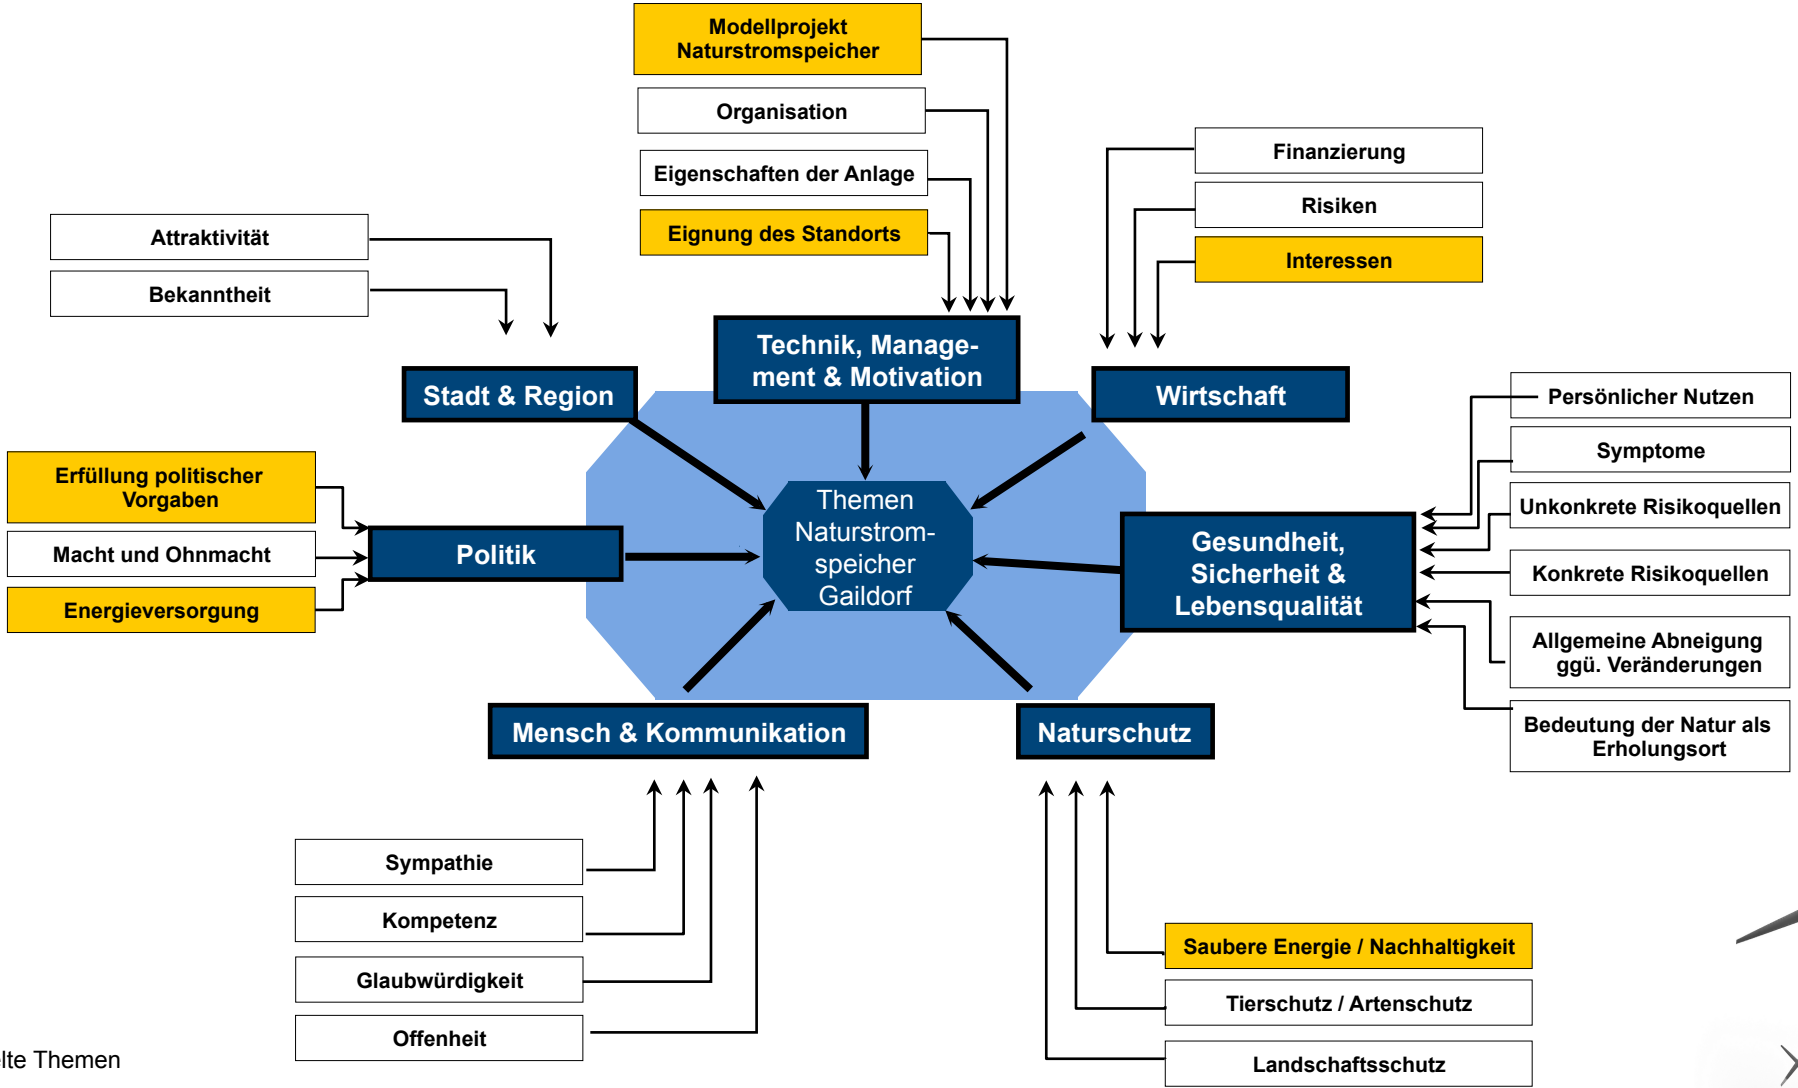 Modellprojekt
Naturstromspeicher
Organisation
Eigenschaften der Anlage
Eignung des Standorts
Finanzierung
Risiken
Interessen
Attraktivität
Bekanntheit
Technik, Manage-
ment & Motivation
Stadt & Region
Wirtschaft
Persönlicher Nutzen
Symptome
Unkonkrete Risikoquellen
Konkrete Risikoquellen
Allgemeine Abneigung
ggü. Veränderungen
Bedeutung der Natur als
Erholungsort
Erfüllung politischer
Vorgaben
Macht und Ohnmacht
Energieversorgung
Politik
Themen
Naturstrom-
speicher
Gaildorf
Gesundheit,
Sicherheit &
Lebensqualität
Mensch & Kommunikation
Naturschutz
Sympathie
Kompetenz
Glaubwürdigkeit
Offenheit
Saubere Energie / Nachhaltigkeit
Tierschutz / Artenschutz
Landschaftsschutz
Themen